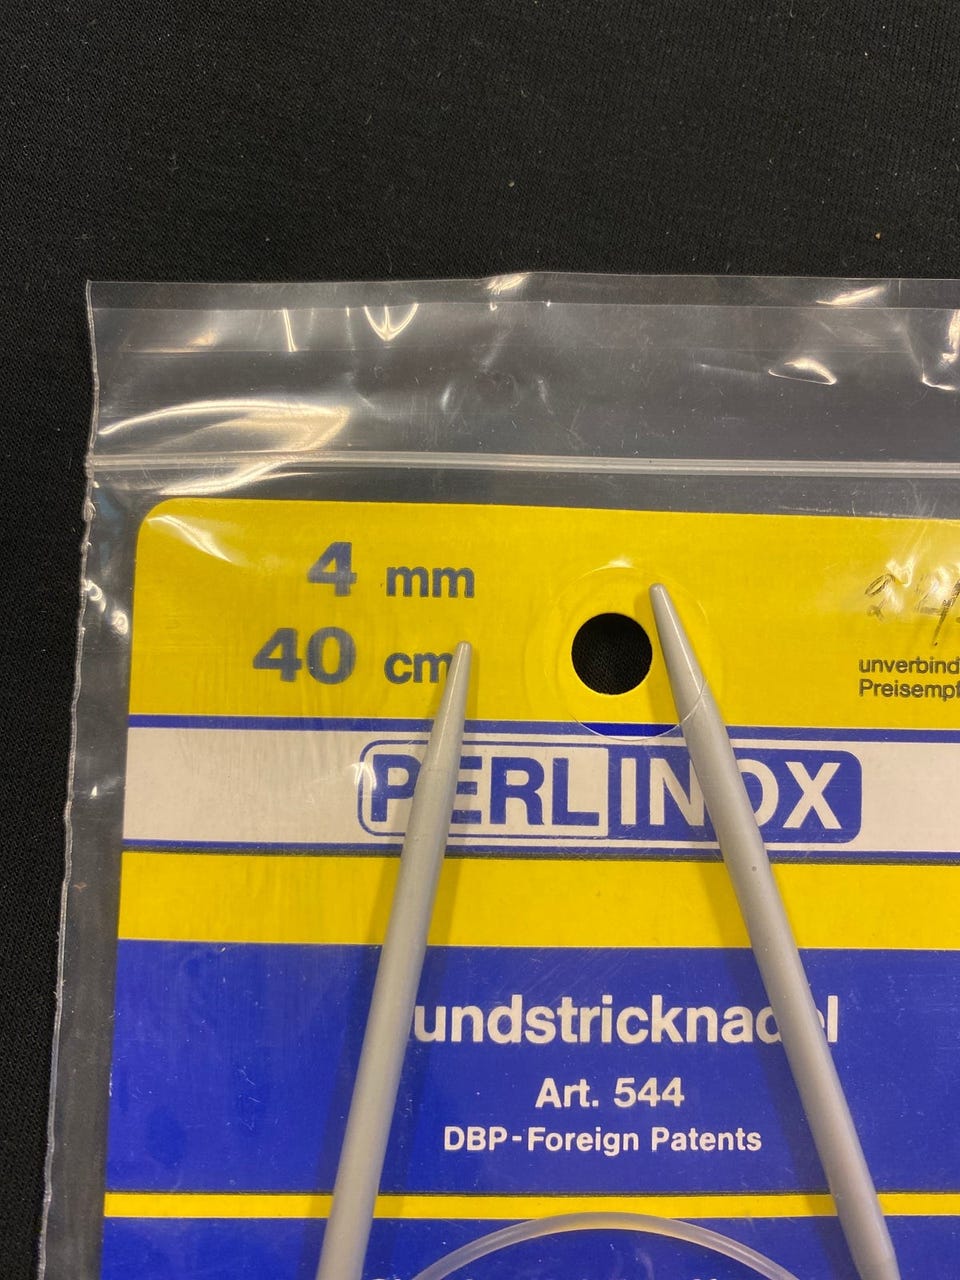 4 mm
40 cm
unverbind
Preisempf
PERLINOX
undstricknadel
Art. 544
DBP-Foreign Patents